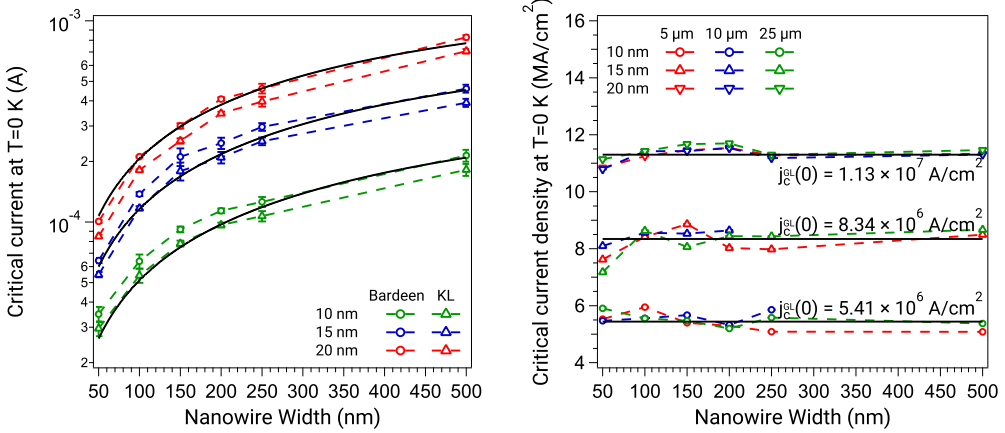 Critical current at T=0 K (A)
10⁻³
6
5
4
3
2
10⁻⁴
6
5
4
3
2
Bardeen KL
10 nm
15 nm
20 nm
50 100 150 200 250 300 350 400 450 500
Nanowire Width (nm)
Critical current density at T=0 K (MA/cm²)
16
14
12
10
8
6
4
5 µm 10 µm 25 µm
10 nm
15 nm
20 nm
j_C^GL(0) = 1.13 × 10⁷ A/cm²
j_C^GL(0) = 8.34 × 10⁶ A/cm²
j_C^GL(0) = 5.41 × 10⁶ A/cm²
50 100 150 200 250 300 350 400 450 500
Nanowire Width (nm)